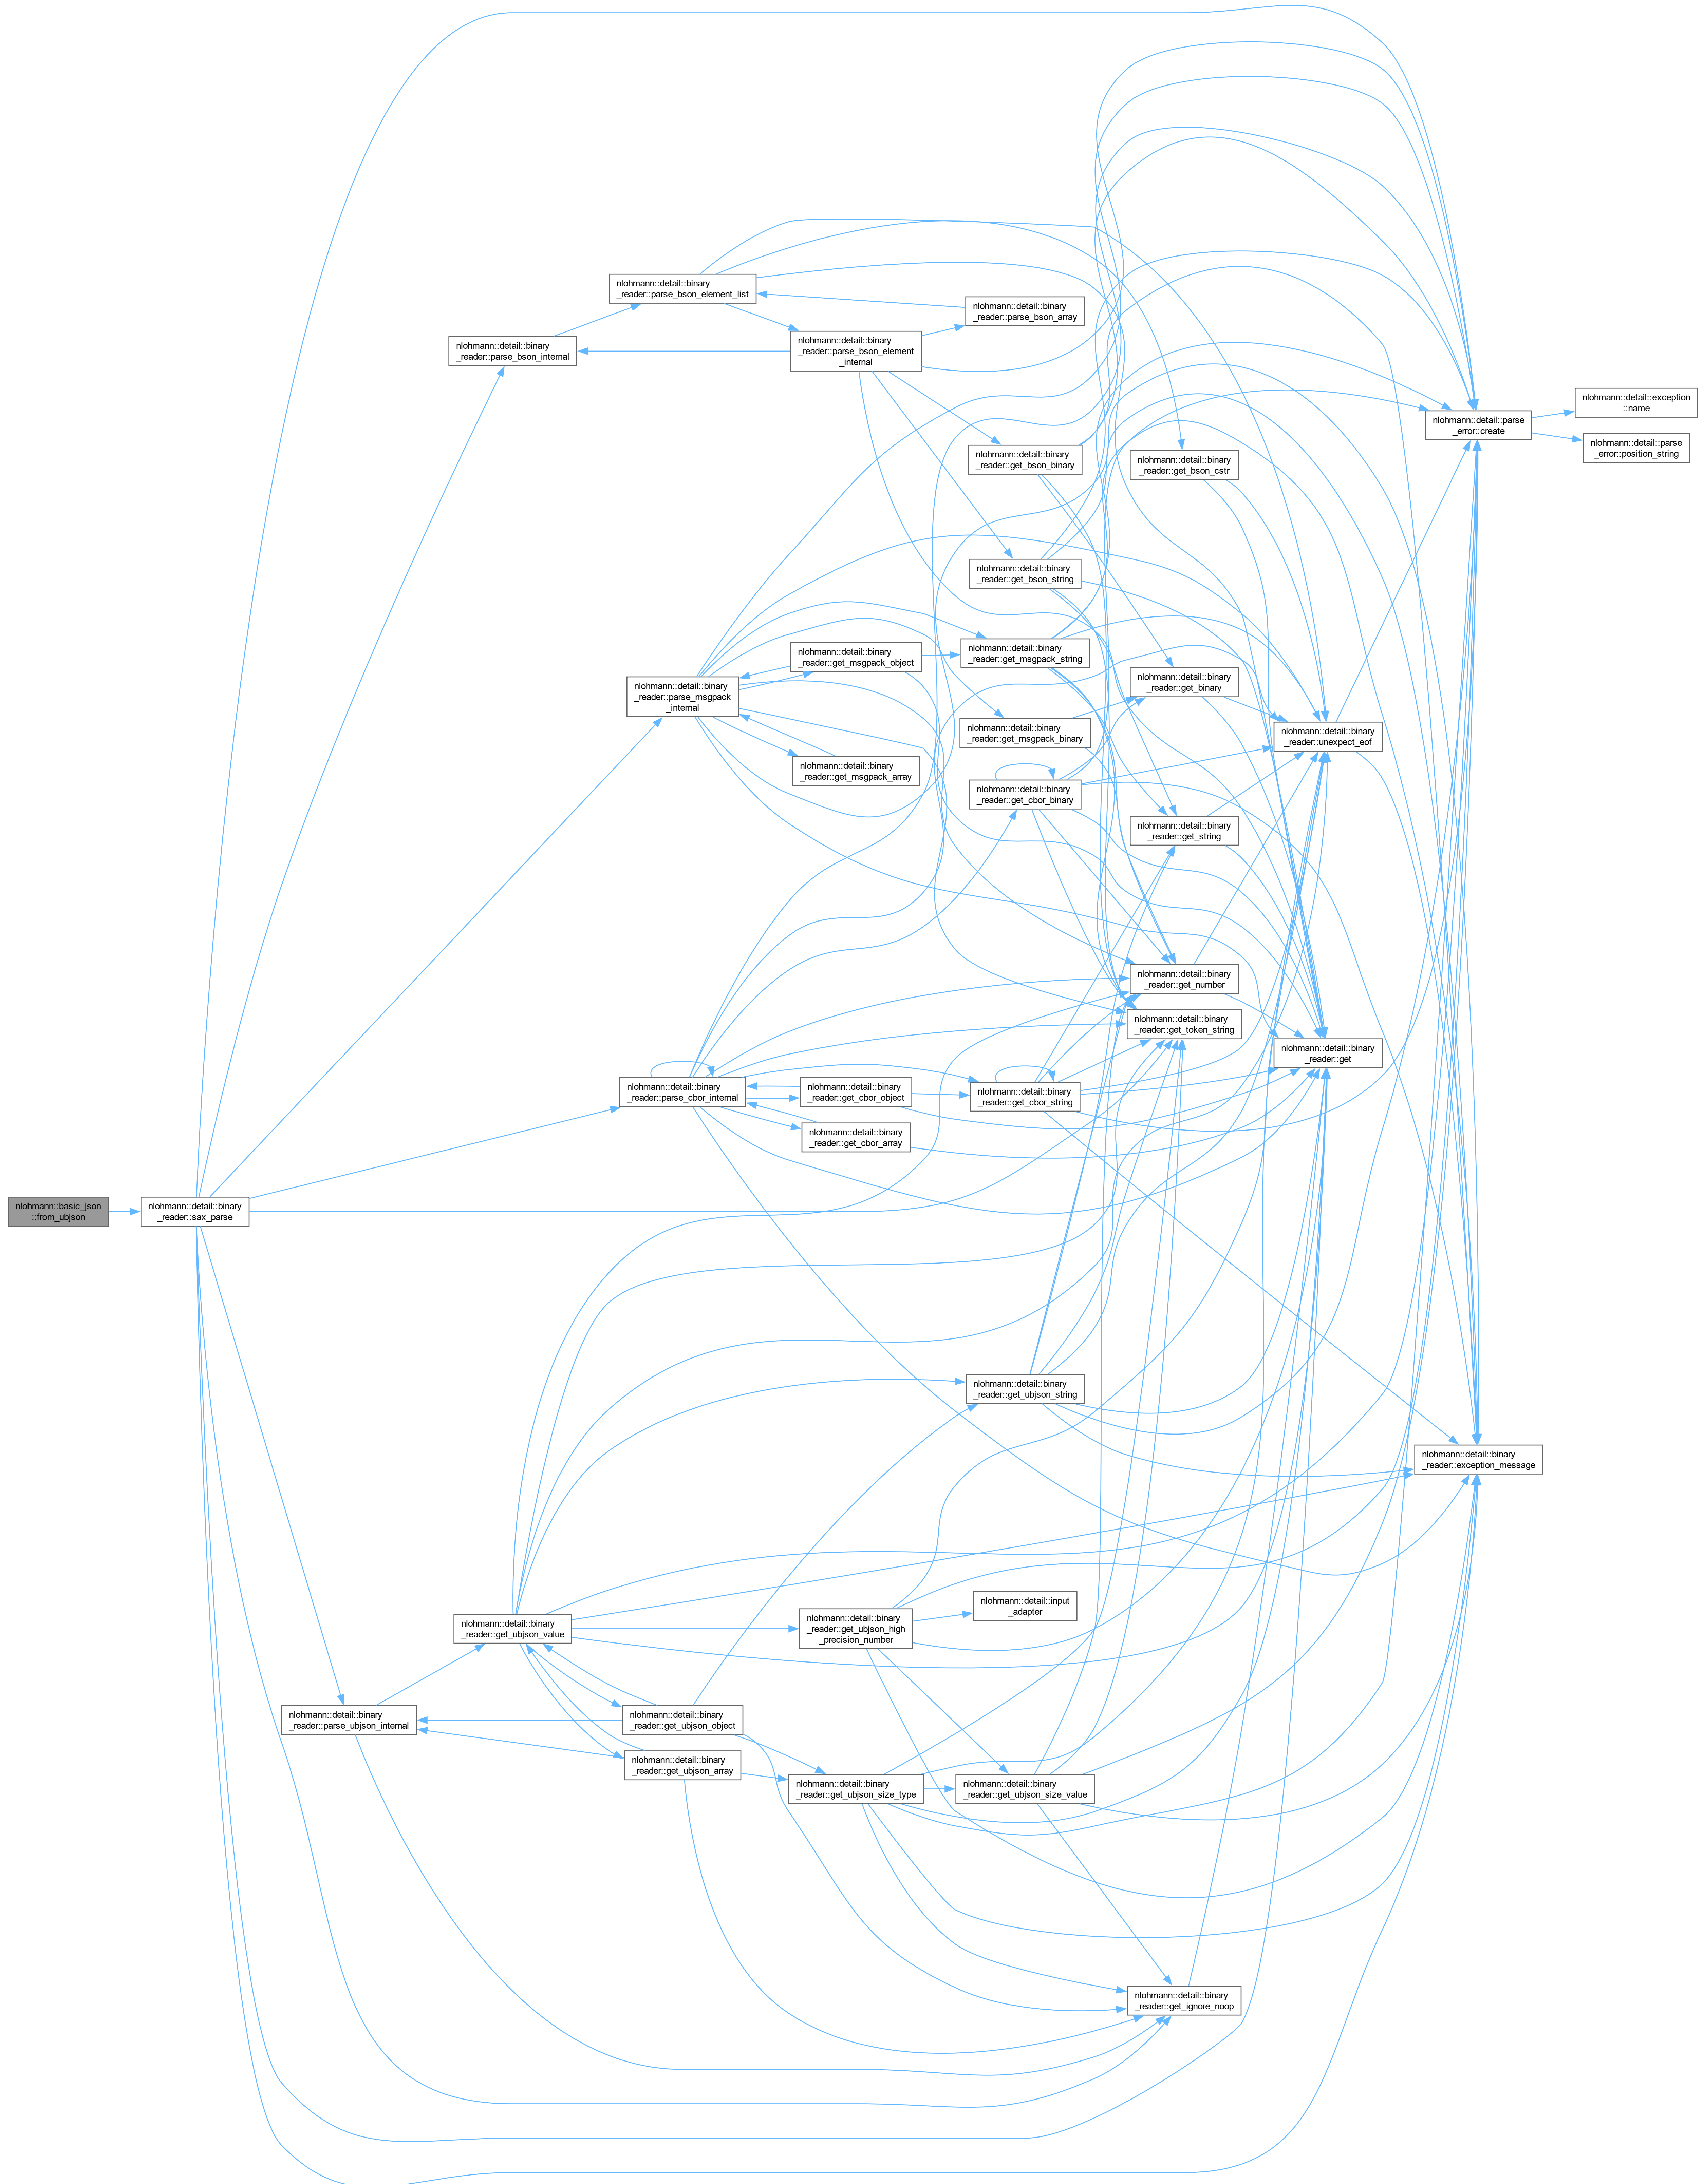 nlohmann::detail::binary
_reader::parse_bson_element_list
nlohmann::detail::binary
_reader::parse_bson_array
nlohmann::detail::binary
_reader::parse_bson_internal
nlohmann::detail::binary
_reader::parse_bson_element
_internal
nlohmann::detail::exception
::name
nlohmann::detail::parse
_error::create
nlohmann::detail::parse
_error::position_string
nlohmann::detail::binary
_reader::get_bson_binary
nlohmann::detail::binary
_reader::get_bson_cstr
nlohmann::detail::binary
_reader::get_bson_string
nlohmann::detail::binary
_reader::get_msgpack_object
nlohmann::detail::binary
_reader::get_msgpack_string
nlohmann::detail::binary
_reader::parse_msgpack
_internal
nlohmann::detail::binary
_reader::get_binary
nlohmann::detail::binary
_reader::get_msgpack_binary
nlohmann::detail::binary
_reader::unexpect_eof
nlohmann::detail::binary
_reader::get_msgpack_array
nlohmann::detail::binary
_reader::get_cbor_binary
nlohmann::detail::binary
_reader::get_string
nlohmann::detail::binary
_reader::get_number
nlohmann::detail::binary
_reader::get_token_string
nlohmann::detail::binary
_reader::get
nlohmann::detail::binary
_reader::parse_cbor_internal
nlohmann::detail::binary
_reader::get_cbor_object
nlohmann::detail::binary
_reader::get_cbor_string
nlohmann::detail::binary
_reader::get_cbor_array
nlohmann::basic_json
::from_ubjson
nlohmann::detail::binary
_reader::sax_parse
nlohmann::detail::binary
_reader::get_ubjson_string
nlohmann::detail::binary
_reader::exception_message
nlohmann::detail::input
_adapter
nlohmann::detail::binary
_reader::get_ubjson_value
nlohmann::detail::binary
_reader::get_ubjson_high
_precision_number
nlohmann::detail::binary
_reader::parse_ubjson_internal
nlohmann::detail::binary
_reader::get_ubjson_object
nlohmann::detail::binary
_reader::get_ubjson_array
nlohmann::detail::binary
_reader::get_ubjson_size_type
nlohmann::detail::binary
_reader::get_ubjson_size_value
nlohmann::detail::binary
_reader::get_ignore_noop